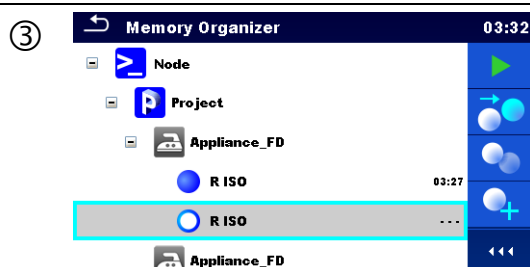 ③
Memory Organizer 03:32
Node
Project
Appliance_FD
R ISO 03:27
R ISO ---
Appliance_FD